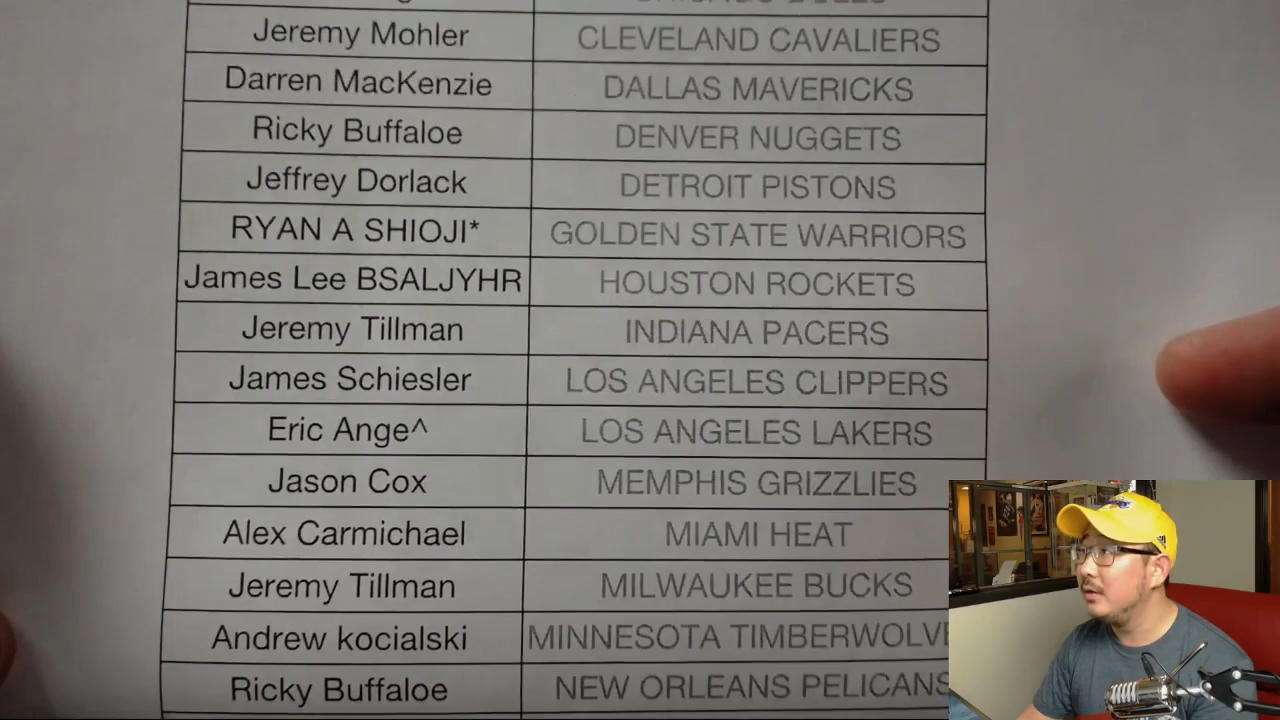 Jeremy Mohler CLEVELAND CAVALIERS
Darren MacKenzie DALLAS MAVERICKS
Ricky Buffaloe DENVER NUGGETS
Jeffrey Dorlack DETROIT PISTONS
RYAN A SHIOJI* GOLDEN STATE WARRIORS
James Lee BSALJYHR HOUSTON ROCKETS
Jeremy Tillman INDIANA PACERS
James Schiesler LOS ANGELES CLIPPERS
Eric Ange^ LOS ANGELES LAKERS
Jason Cox MEMPHIS GRIZZLIES
Alex Carmichael MIAMI HEAT
Jeremy Tillman MILWAUKEE BUCKS
Andrew kocialski MINNESOTA TIMBERWOLVE
Ricky Buffaloe NEW ORLEANS PELICANS